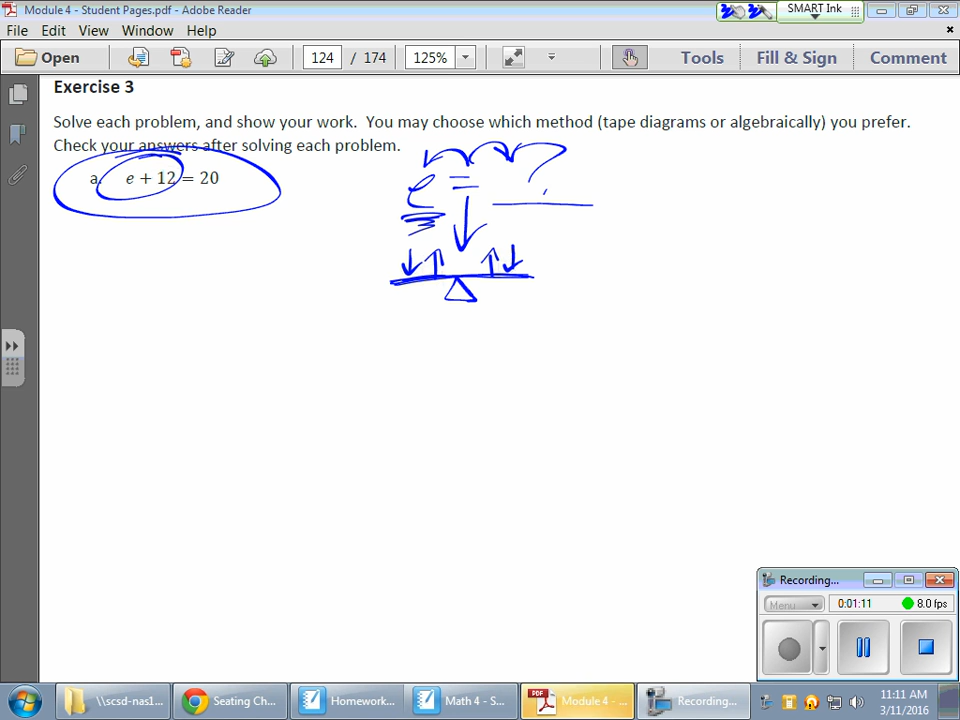 Module 4 - Student Pages.pdf - Adobe Reader
SMART Ink
File Edit View Window Help
Open 124 / 174 125% Tools Fill & Sign Comment
Exercise 3
Solve each problem, and show your work. You may choose which method (tape diagrams or algebraically) you prefer.
Check your answers after solving each problem.
a. e + 12 = 20
e = ?
Recording...
Menu 0:01:11 8.0 fps
\\scsd-nas1... Seating Ch... Homework... Math 4 - S... Module 4 - ... Recording...
11:11 AM
3/11/2016